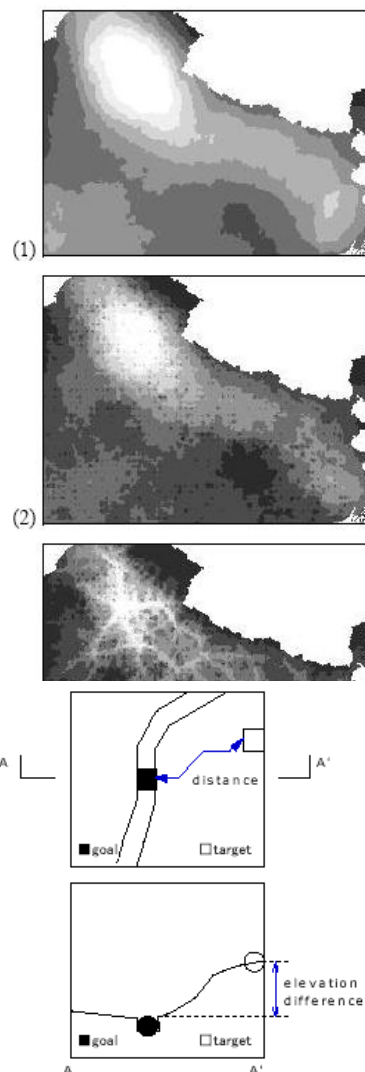 (1)
(2)
A
A'
distance
goal
target
elevation
difference
goal
target
A
A'